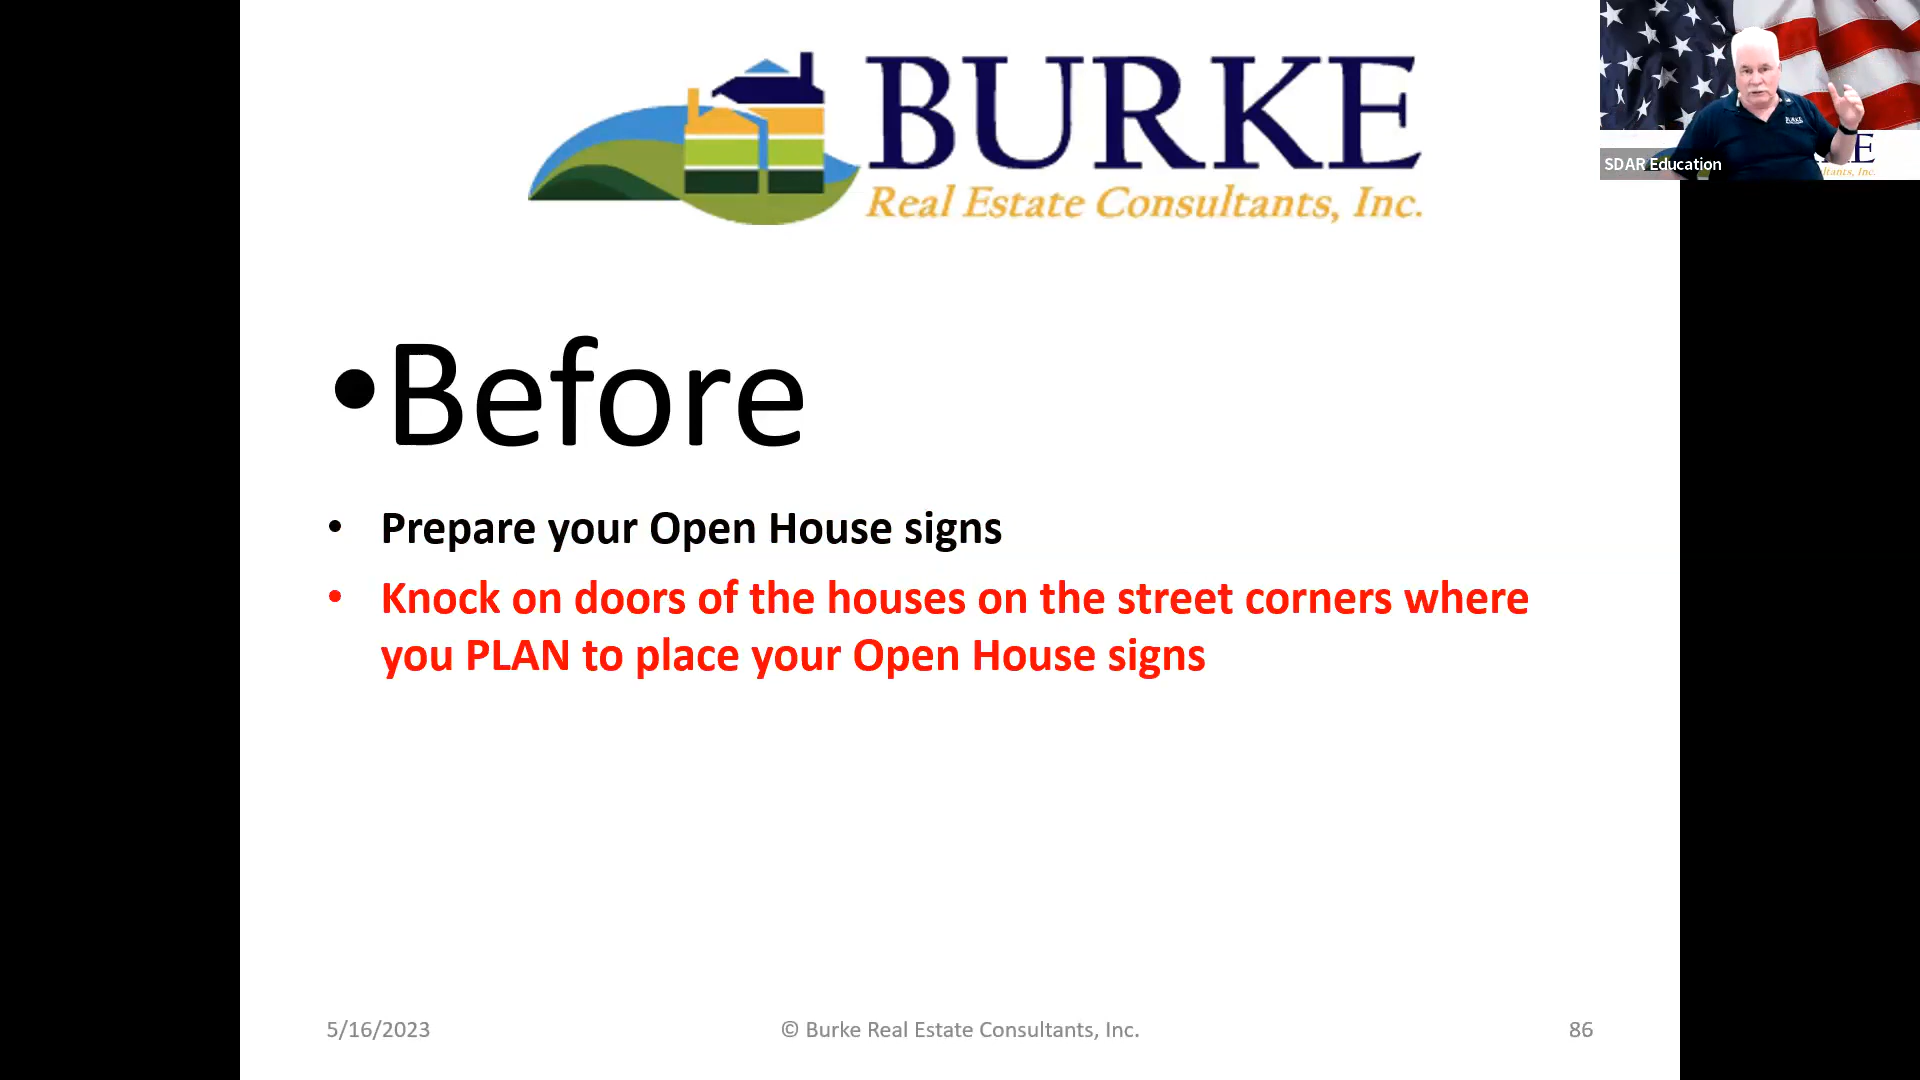 BURKE
Real Estate Consultants, Inc.
BURKE
SDAR Education
•Before
• Prepare your Open House signs
• Knock on doors of the houses on the street corners where
you PLAN to place your Open House signs
5/16/2023
© Burke Real Estate Consultants, Inc.
86